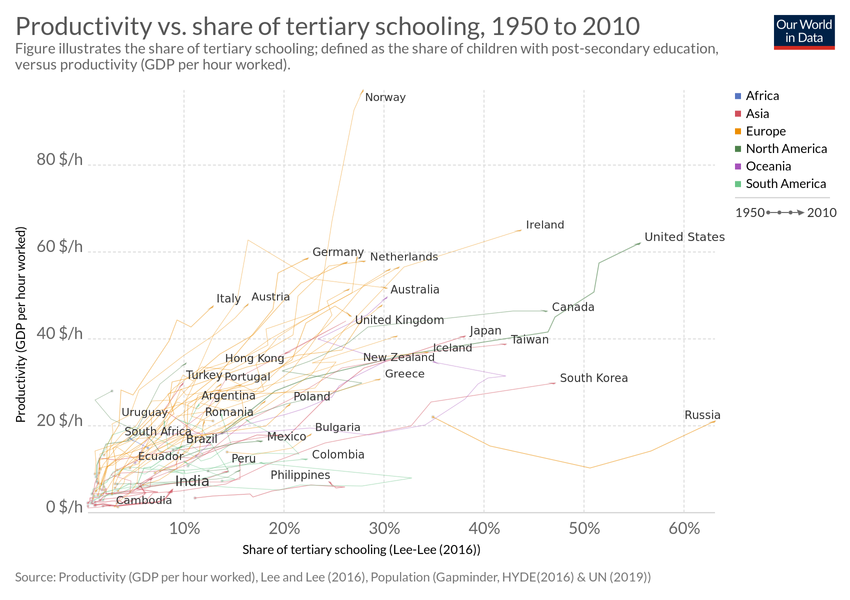 Productivity vs. share of tertiary schooling, 1950 to 2010
Figure illustrates the share of tertiary schooling; defined as the share of children with post-secondary education,
versus productivity (GDP per hour worked).
Our World
in Data
Productivity (GDP per hour worked)
80 $/h
60 $/h
40 $/h
20 $/h
0 $/h
Norway
Ireland
United States
Germany
Netherlands
Australia
Italy
Austria
Canada
United Kingdom
Japan
Taiwan
Iceland
Hong Kong
New Zealand
Greece
South Korea
Turkey
Portugal
Argentina
Poland
Uruguay
Romania
Russia
South Africa
Brazil
Mexico
Bulgaria
Ecuador
Peru
Colombia
India
Philippines
Cambodia
10%
20%
30%
40%
50%
60%
Share of tertiary schooling (Lee-Lee (2016))
Africa
Asia
Europe
North America
Oceania
South America
1950 2010
Source: Productivity (GDP per hour worked), Lee and Lee (2016), Population (Gapminder, HYDE(2016) & UN (2019))